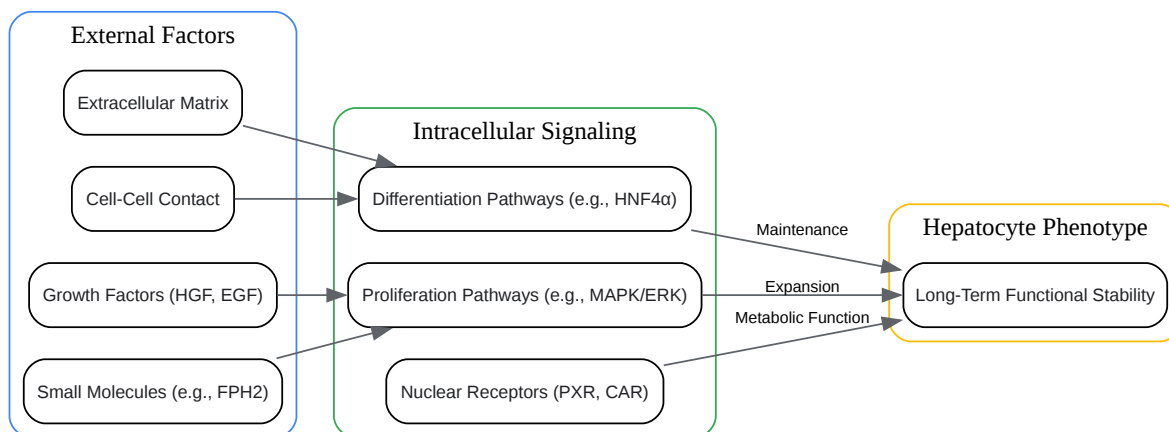 External Factors
Extracellular Matrix
Cell-Cell Contact
Growth Factors (HGF, EGF)
Small Molecules (e.g., FPH2)
Intracellular Signaling
Differentiation Pathways (e.g., HNF4α)
Proliferation Pathways (e.g., MAPK/ERK)
Nuclear Receptors (PXR, CAR)
Maintenance
Expansion
Metabolic Function
Hepatocyte Phenotype
Long-Term Functional Stability